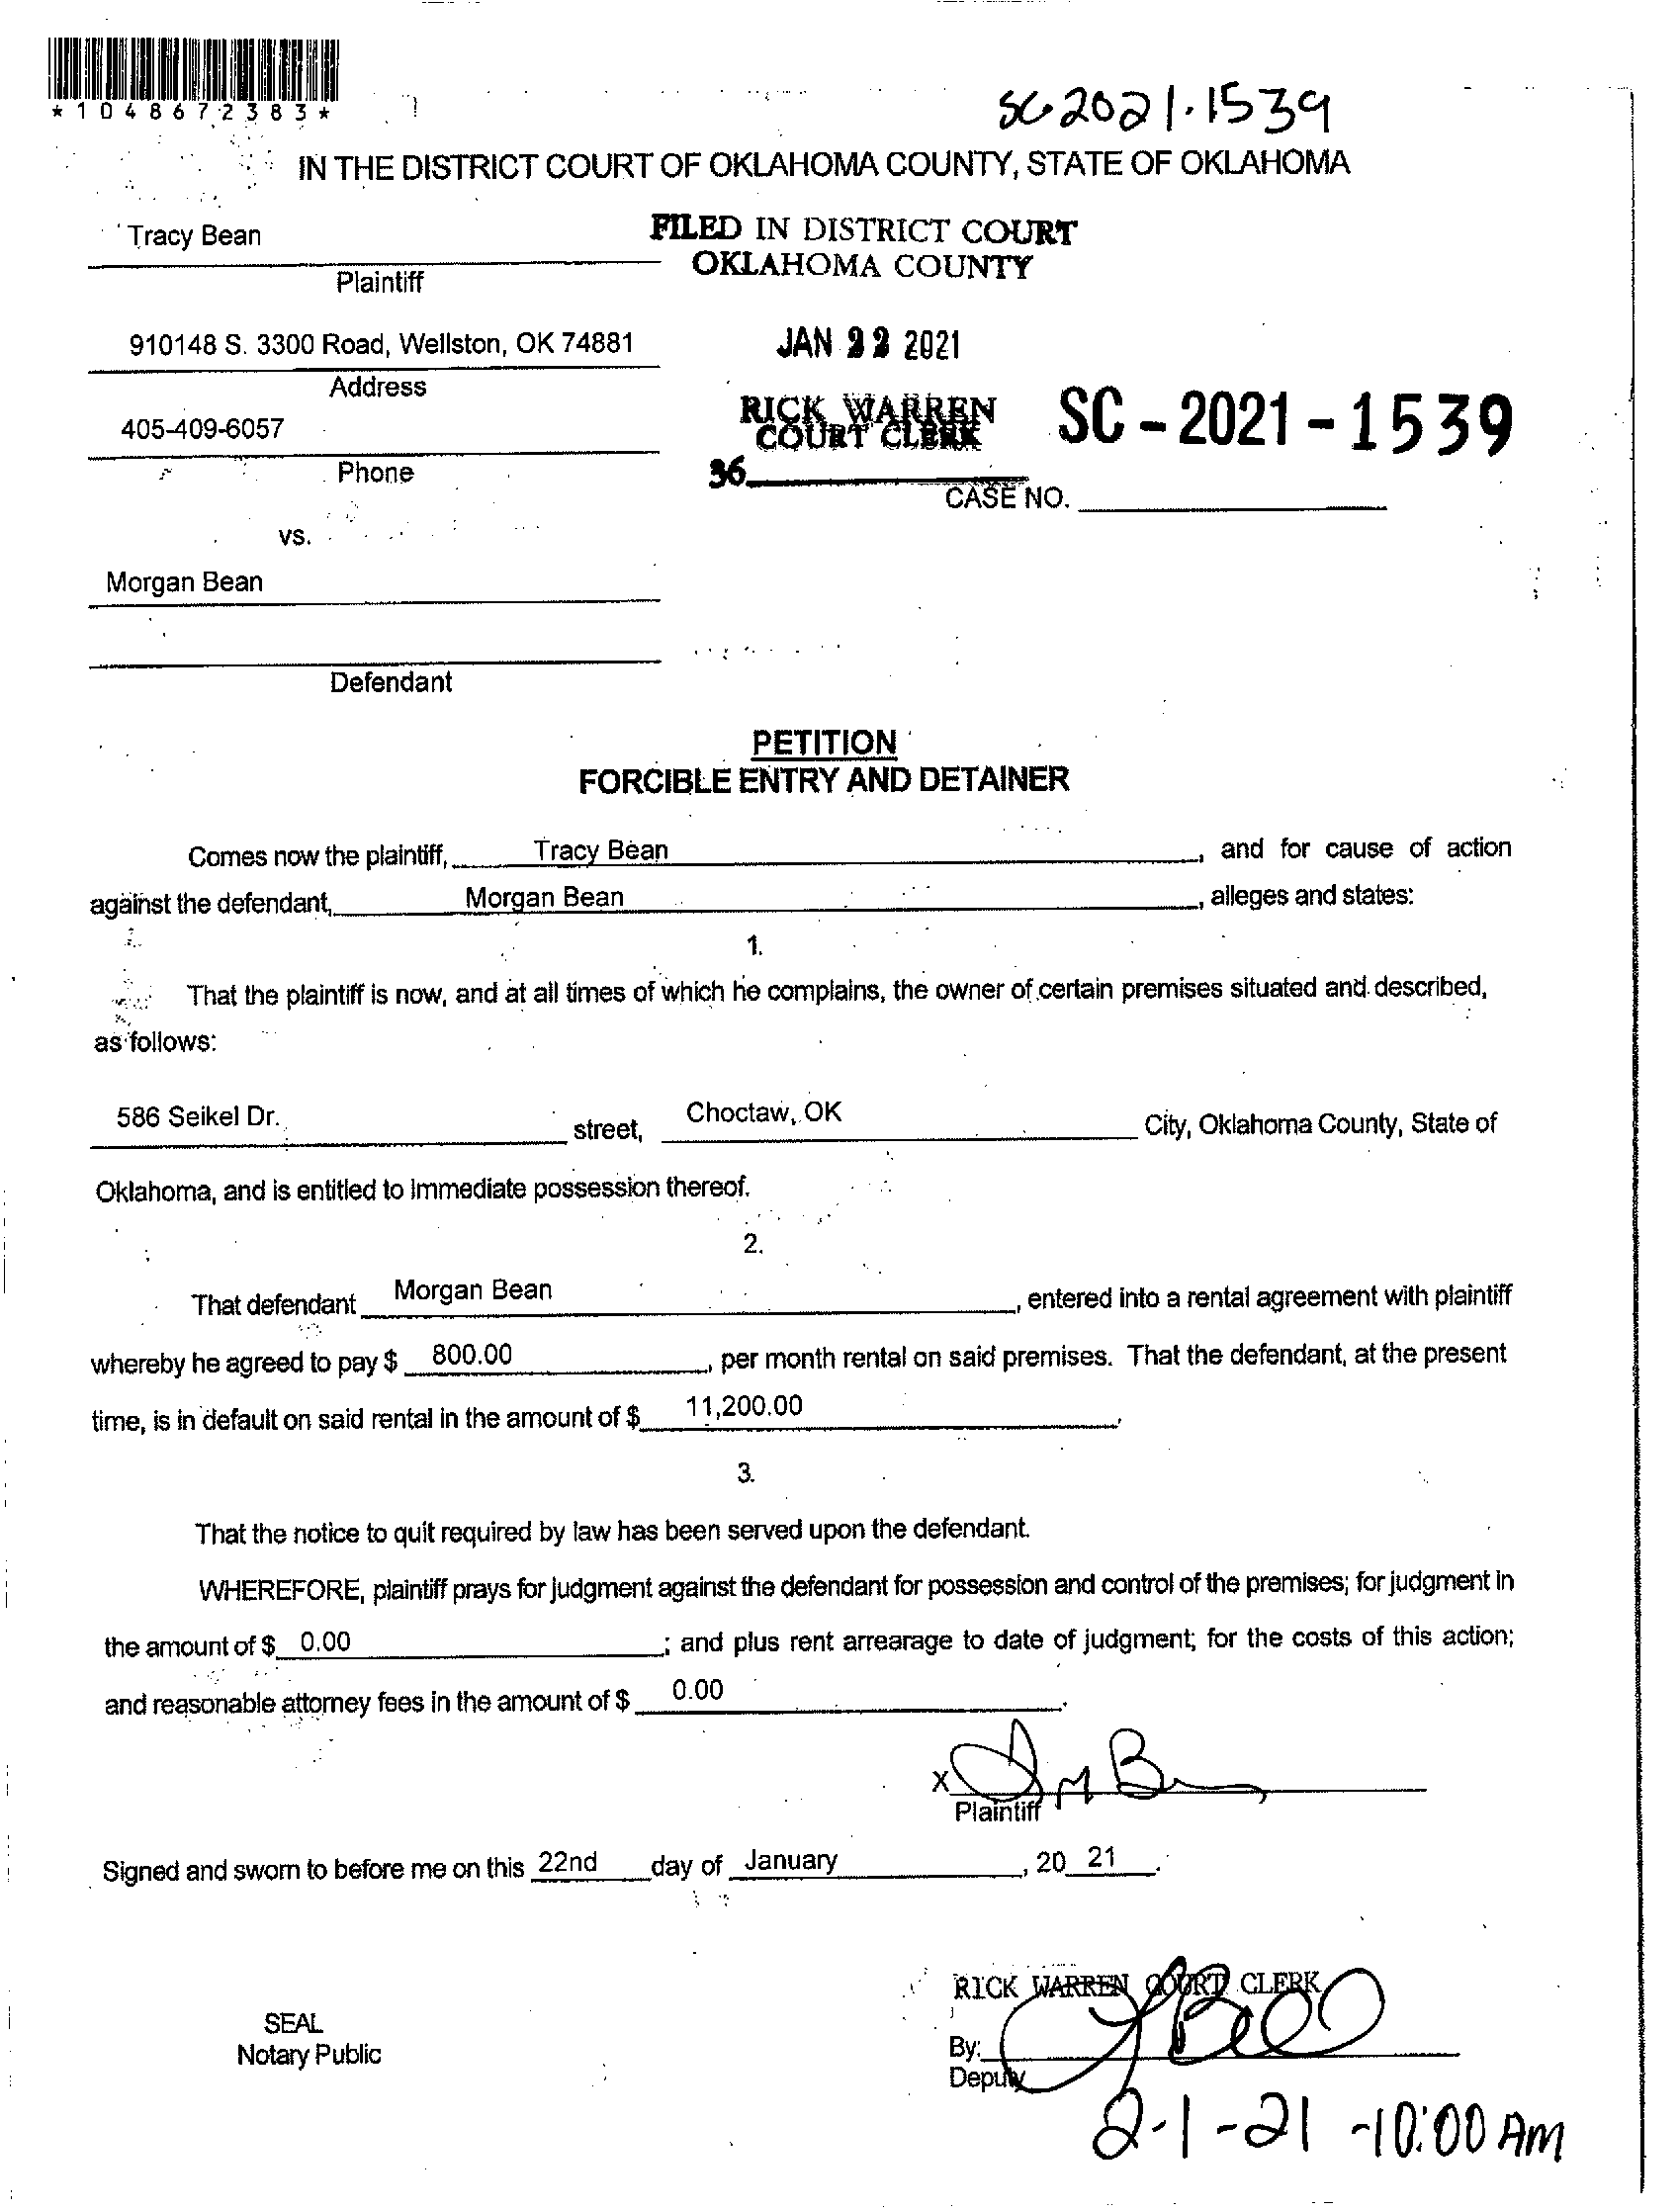 *1048672383*
SC-2021-1539
IN THE DISTRICT COURT OF OKLAHOMA COUNTY, STATE OF OKLAHOMA
Tracy Bean
Plaintiff
FILED IN DISTRICT COURT
OKLAHOMA COUNTY
910148 S. 3300 Road, Wellston, OK 74881
Address
JAN 22 2021
405-409-6057
Phone
RICK WARREN
COURT CLERK
36
SC - 2021 - 1539
CASE NO.
vs.
Morgan Bean
Defendant
PETITION
FORCIBLE ENTRY AND DETAINER
Comes now the plaintiff, Tracy Bean, and for cause of action
against the defendant, Morgan Bean, alleges and states:
1.
That the plaintiff is now, and at all times of which he complains, the owner of certain premises situated and described,
as follows:
586 Seikel Dr. street, Choctaw, OK City, Oklahoma County, State of
Oklahoma, and is entitled to immediate possession thereof.
2.
That defendant Morgan Bean, entered into a rental agreement with plaintiff
whereby he agreed to pay $ 800.00, per month rental on said premises. That the defendant, at the present
time, is in default on said rental in the amount of $ 11,200.00.
3.
That the notice to quit required by law has been served upon the defendant.
WHEREFORE, plaintiff prays for judgment against the defendant for possession and control of the premises; for judgment in
the amount of $ 0.00; and plus rent arrearage to date of judgment; for the costs of this action;
and reasonable attorney fees in the amount of $ 0.00.
X
Plaintiff
Signed and sworn to before me on this 22nd day of January, 20 21.
RICK WARREN COURT CLERK
SEAL
Notary Public
By:
Deputy
2-1-21 -10:00 AM